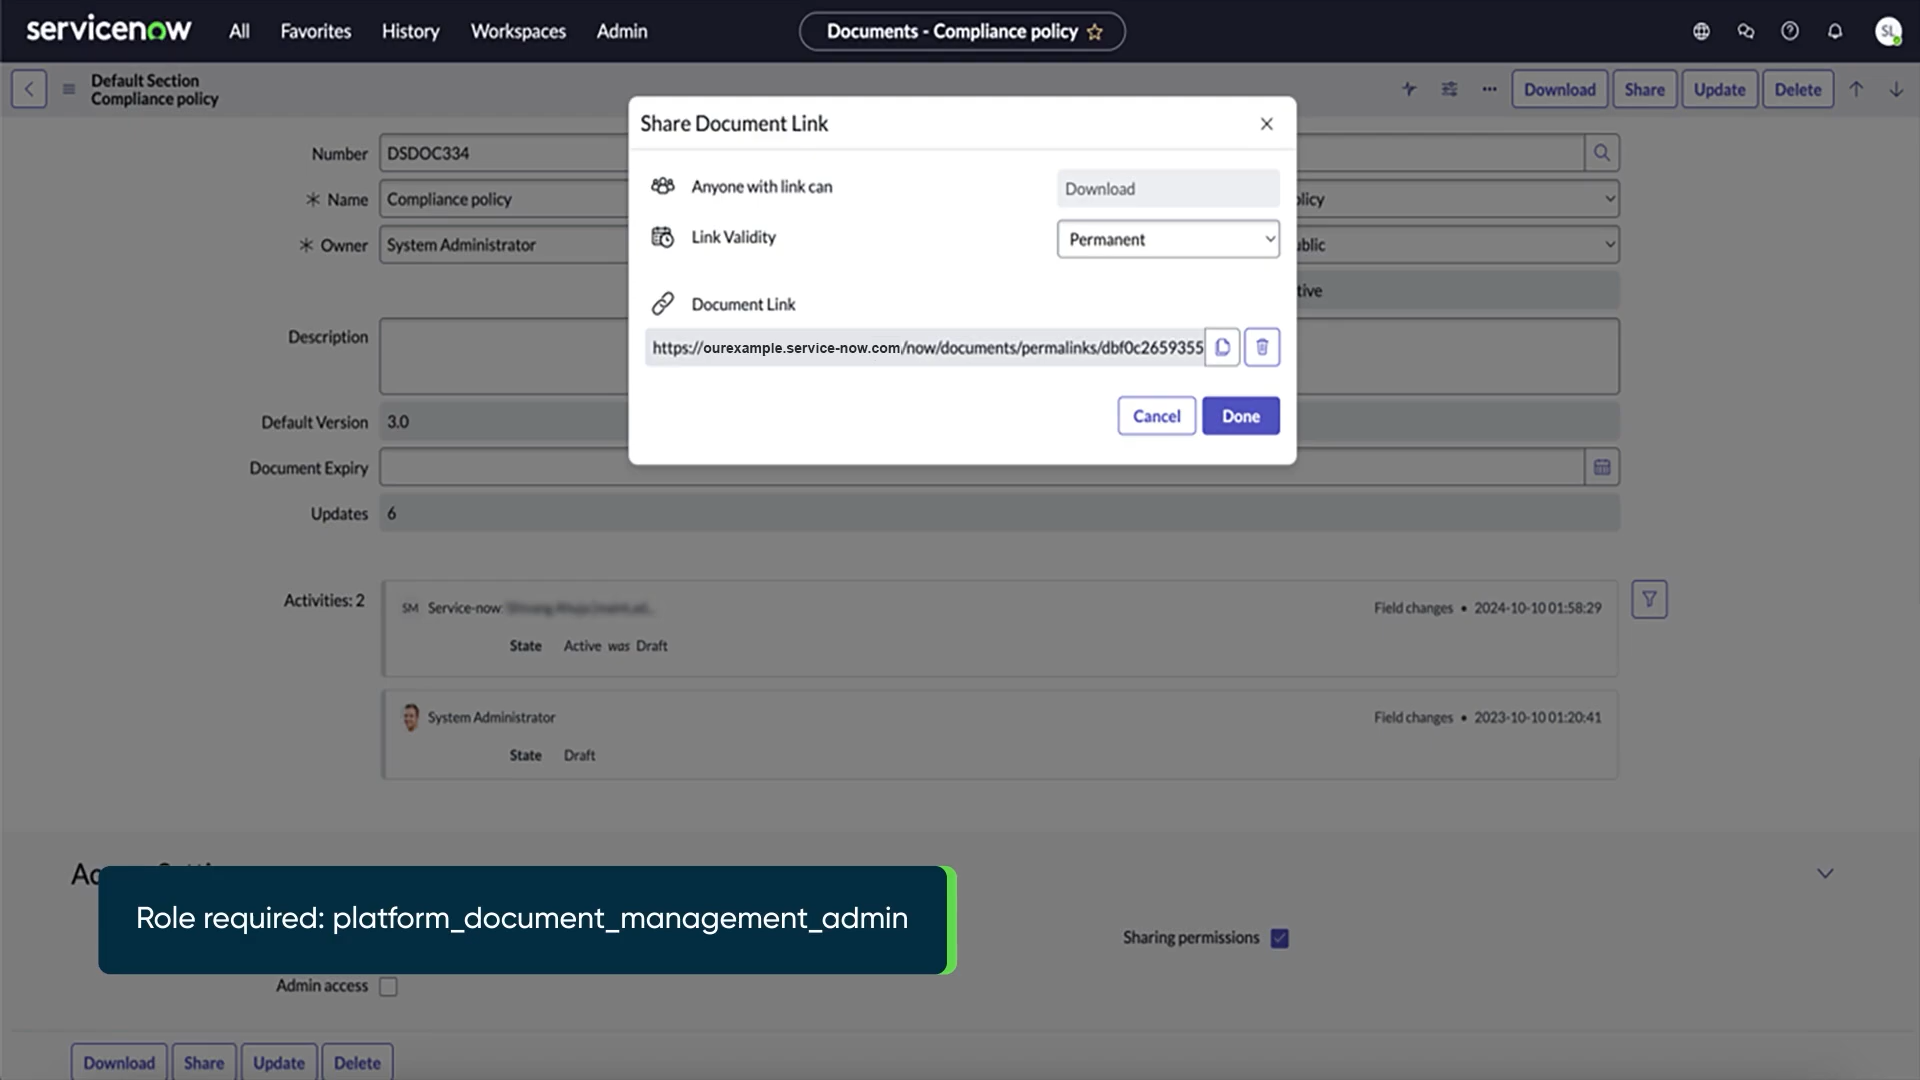 servicenow All Favorites History Workspaces Admin Documents - Compliance policy SL
Default Section
Compliance policy
Download Share Update Delete
Share Document Link
Number DSDOC334
Anyone with link can Download
Name Compliance policy
licy
Link Validity Permanent
Owner System Administrator
blic
tive
Document Link
Description
https://ourexample.service-now.com/now/documents/permalinks/dbf0c2659355
Cancel Done
Default Version 3.0
Document Expiry
Updates 6
Activities: 2
SM Service-now: Field changes • 2024-10-10 01:58:29
State Active was Draft
System Administrator Field changes • 2023-10-10 01:20:41
State Draft
Role required: platform_document_management_admin
Sharing permissions
Admin access
Download Share Update Delete